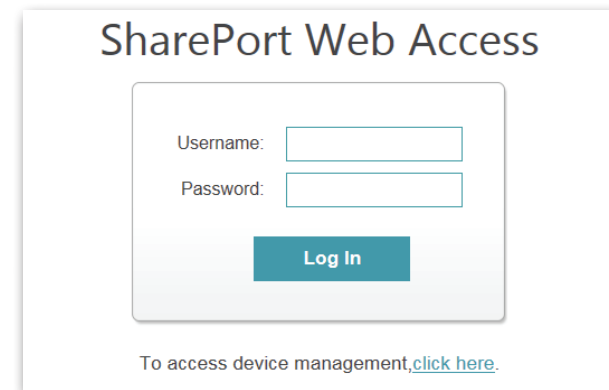 SharePort Web Access
Username:
Password:
Log In
To access device management,click here.